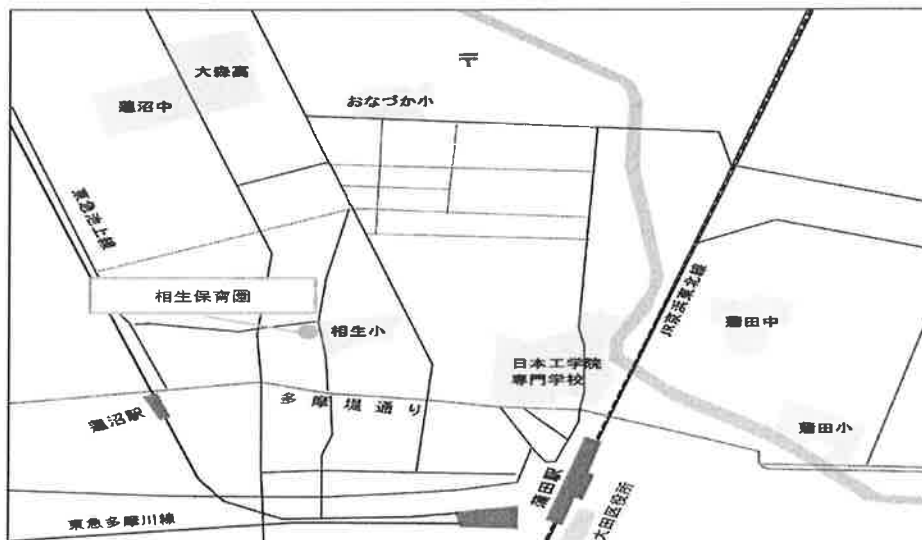 大森高
蓮沼中
〒
おなづか小
東急池上線
相生保育園
相生小
JR京浜東北線
蒲田中
日本工学院
専門学校
多摩堤通り
蓮沼駅
蒲田小
蒲田駅
大田区役所
東急多摩川線